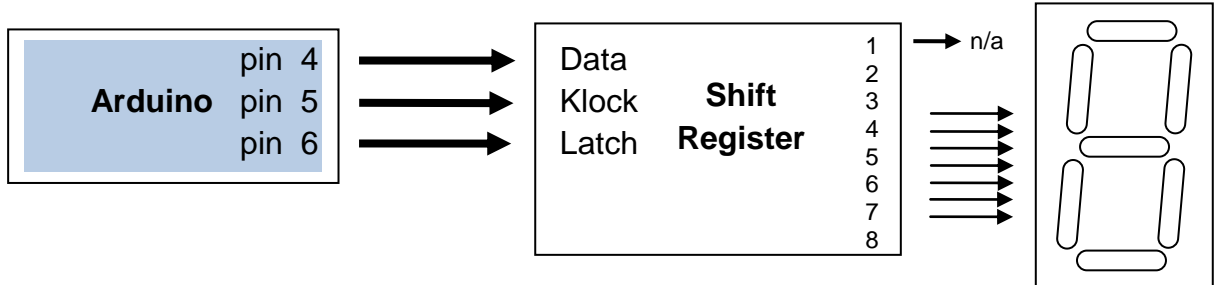 pin 4
Arduino pin 5
pin 6
Data
Klock
Latch
Shift
Register
1
2
3
4
5
6
7
8
n/a